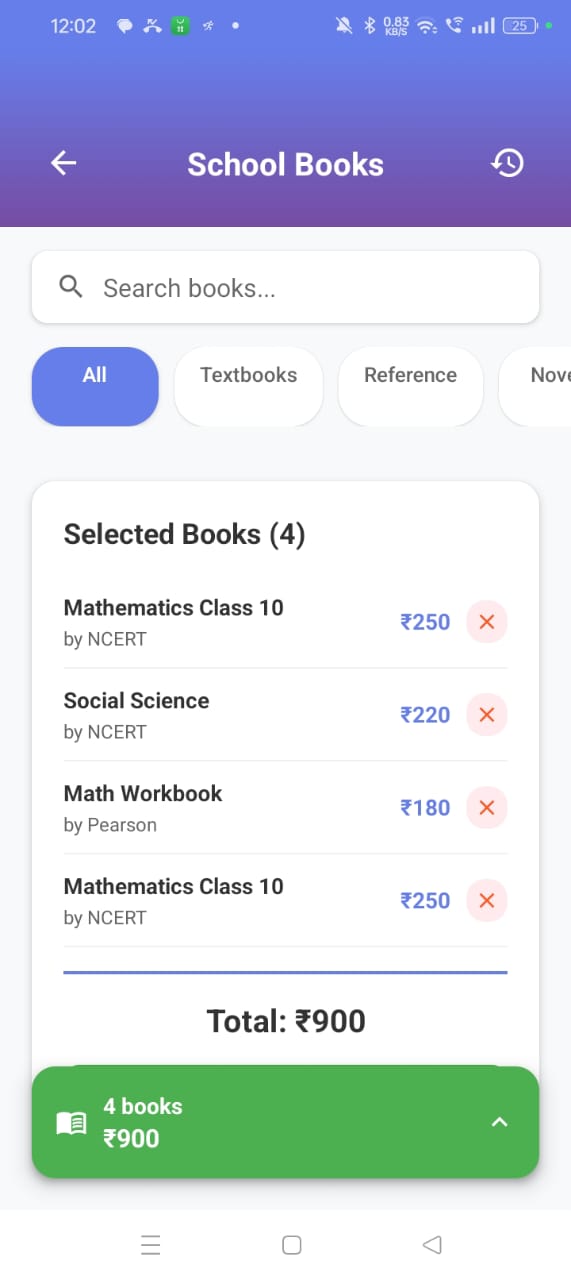 12:02
0.83
KB/S
25
School Books
Search books...
All
Textbooks
Reference
Nove
Selected Books (4)
Mathematics Class 10
by NCERT
₹250
Social Science
by NCERT
₹220
Math Workbook
by Pearson
₹180
Mathematics Class 10
by NCERT
₹250
Total: ₹900
4 books
₹900